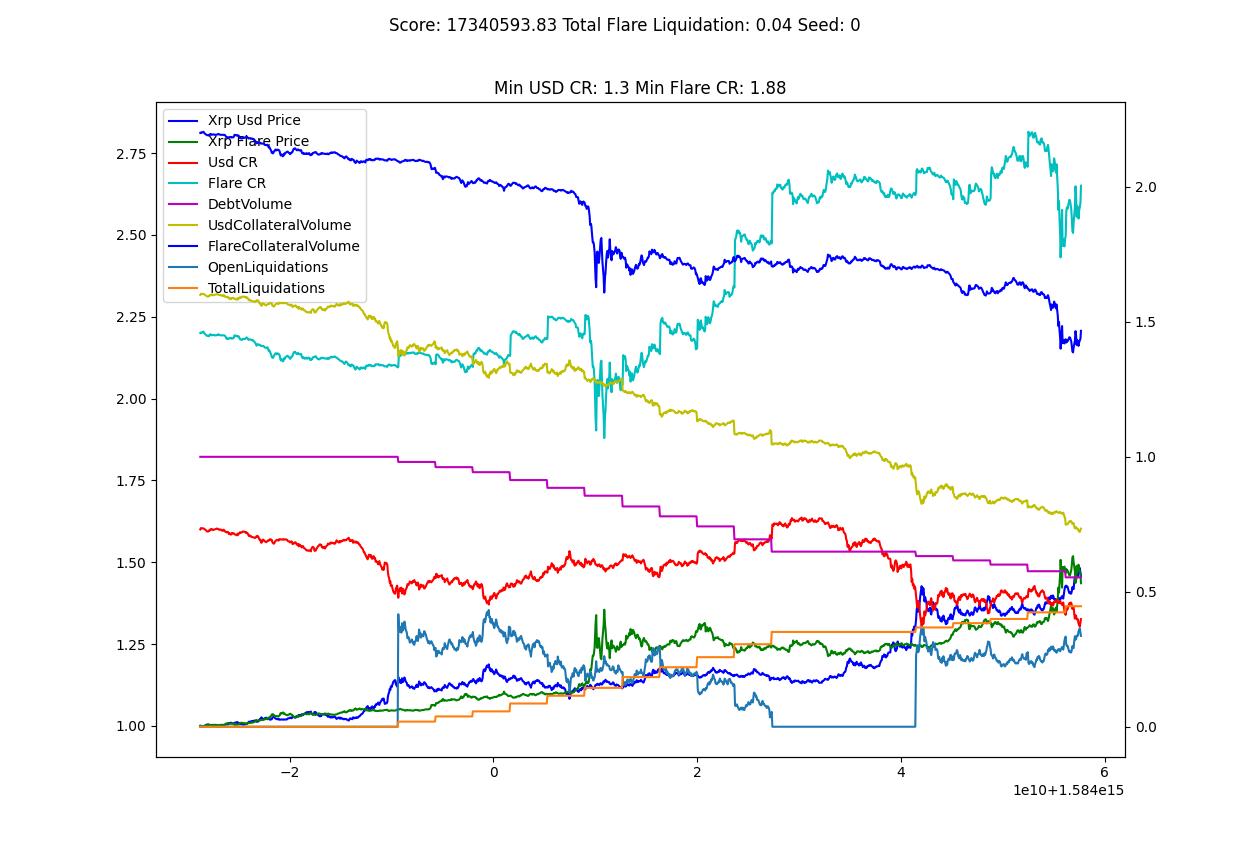 Score: 17340593.83 Total Flare Liquidation: 0.04 Seed: 0
Min USD CR: 1.3 Min Flare CR: 1.88
Xrp Usd Price
Xrp Flare Price
Usd CR
Flare CR
DebtVolume
UsdCollateralVolume
FlareCollateralVolume
OpenLiquidations
TotalLiquidations
2.75
2.50
2.25
2.00
1.75
1.50
1.25
1.00
2.0
1.5
1.0
0.5
0.0
−2
0
2
4
6
1e10+1.584e15